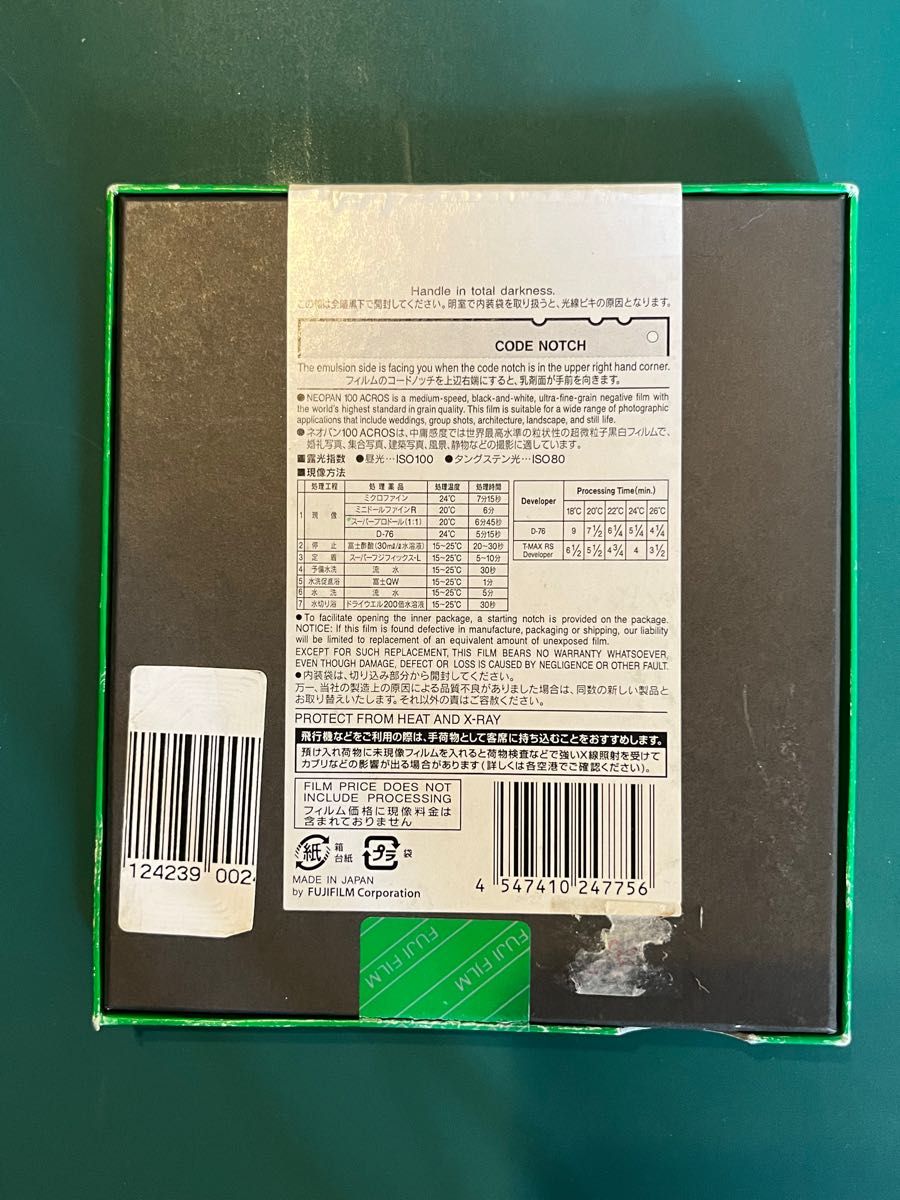 Handle in total darkness.
この箱は全暗黒下で開封してください。明室で内装袋を取り扱うと、光線ビキの原因となります。
CODE NOTCH
The emulsion side is facing you when the code notch is in the upper right hand corner.
フィルムのコードノッチを上辺右端にすると、乳剤面が手前を向きます。
● NEOPAN 100 ACROS is a medium-speed, black-and-white, ultra-fine-grain negative film with
the world's highest standard in grain quality. This film is suitable for a wide range of photographic
applications that include weddings, group shots, architecture, landscape, and still life.
● ネオパン100 ACROSは、中庸感度では世界最高水準の粒状性の超微粒子黒白フィルムで、
婚礼写真、集合写真、建築写真、風景、静物などの撮影に適しています。
■露光指数 ●昼光…ISO100 ●タングステン光…ISO80
■現像方法
処理工程 処理薬品 処理温度 処理時間
1 現像 ミクロファイン 24℃ 7分15秒
ミニドールファインR 20℃ 6分
スーパープロドール(1:1) 20℃ 6分45秒
D-76 24℃ 5分15秒
2 停止 富士酢酸(30mℓ/ℓ水溶液) 15~25℃ 20~30秒
3 定着 スーパーフジフィックス-L 15~25℃ 5~10分
4 予備水洗 流水 15~25℃ 30秒
5 水洗促進浴 富士QW 15~25℃ 1分
6 水洗 流水 15~25℃ 5分
7 水切り浴 ドライウエル200倍水溶液 15~25℃ 30秒
Developer Processing Time(min.)
18℃ 20℃ 22℃ 24℃ 26℃
D-76 9 7½ 6¼ 5¼ 4¼
T-MAX RS Developer 6½ 5½ 4¾ 4 3½
● To facilitate opening the inner package, a starting notch is provided on the package.
NOTICE: If this film is found defective in manufacture, packaging or shipping, our liability
will be limited to replacement of an equivalent amount of unexposed film.
EXCEPT FOR SUCH REPLACEMENT, THIS FILM BEARS NO WARRANTY WHATSOEVER,
EVEN THOUGH DAMAGE, DEFECT OR LOSS IS CAUSED BY NEGLIGENCE OR OTHER FAULT.
●内装袋は、切り込み部分から開封してください。
万一、当社の製造上の原因による品質不良がありました場合は、同数の新しい製品と
お取り替えいたします。それ以外の責はご容赦ください。
PROTECT FROM HEAT AND X-RAY
飛行機などをご利用の際は、手荷物として客席に持ち込むことをおすすめします。
預け入れ荷物に未現像フィルムを入れると荷物検査などで強いX線照射を受けて
カブリなどの影響が出る場合があります(詳しくは各空港でご確認ください)。
FILM PRICE DOES NOT
INCLUDE PROCESSING
フィルム価格に現像料金は
含まれておりません
紙 箱 台紙 プラ 袋
MADE IN JAPAN
by FUJIFILM Corporation
4 547410 247756
124239 002
FUJI FILM
FUJI FILM
FUJI FILM